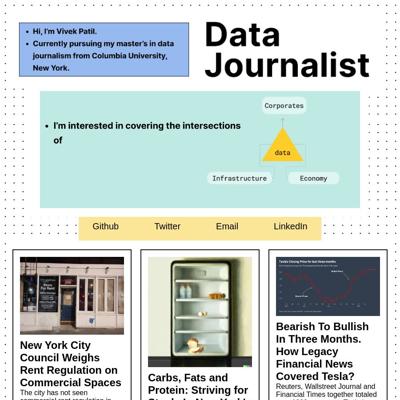 • Hi, I'm Vivek Patil.
• Currently pursuing my master's in data
journalism from Columbia University,
New York.
Data
Journalist
• I'm interested in covering the intersections
of
Corporates
data
Infrastructure
Economy
Github Twitter Email LinkedIn
New York City
Council Weighs
Rent Regulation on
Commercial Spaces
The city has not seen
commercial rent regulation in
Carbs, Fats and
Protein: Striving for
Bearish To Bullish
In Three Months.
How Legacy
Financial News
Covered Tesla?
Reuters, Wallstreet Journal and
Financial Times together totaled